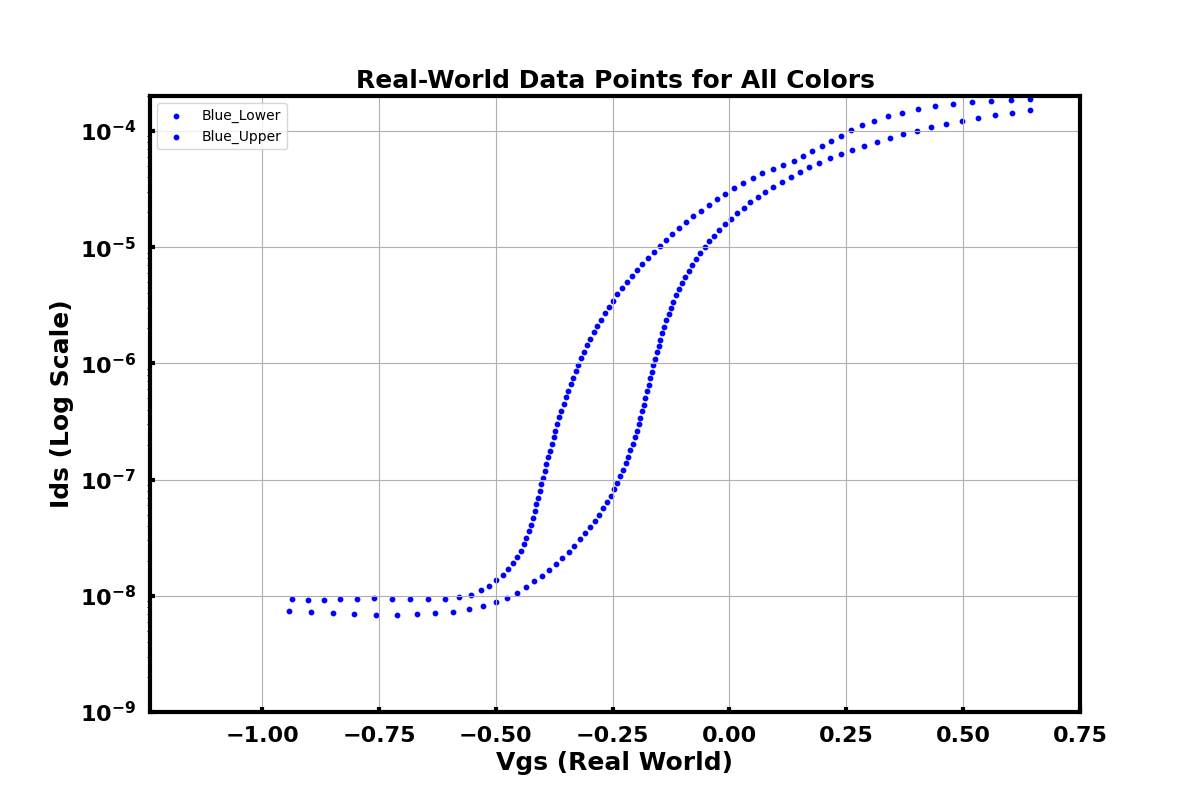 Real-World Data Points for All Colors
Blue_Lower
Blue_Upper
Ids (Log Scale)
10⁻⁴
10⁻⁵
10⁻⁶
10⁻⁷
10⁻⁸
10⁻⁹
−1.00 −0.75 −0.50 −0.25 0.00 0.25 0.50 0.75
Vgs (Real World)